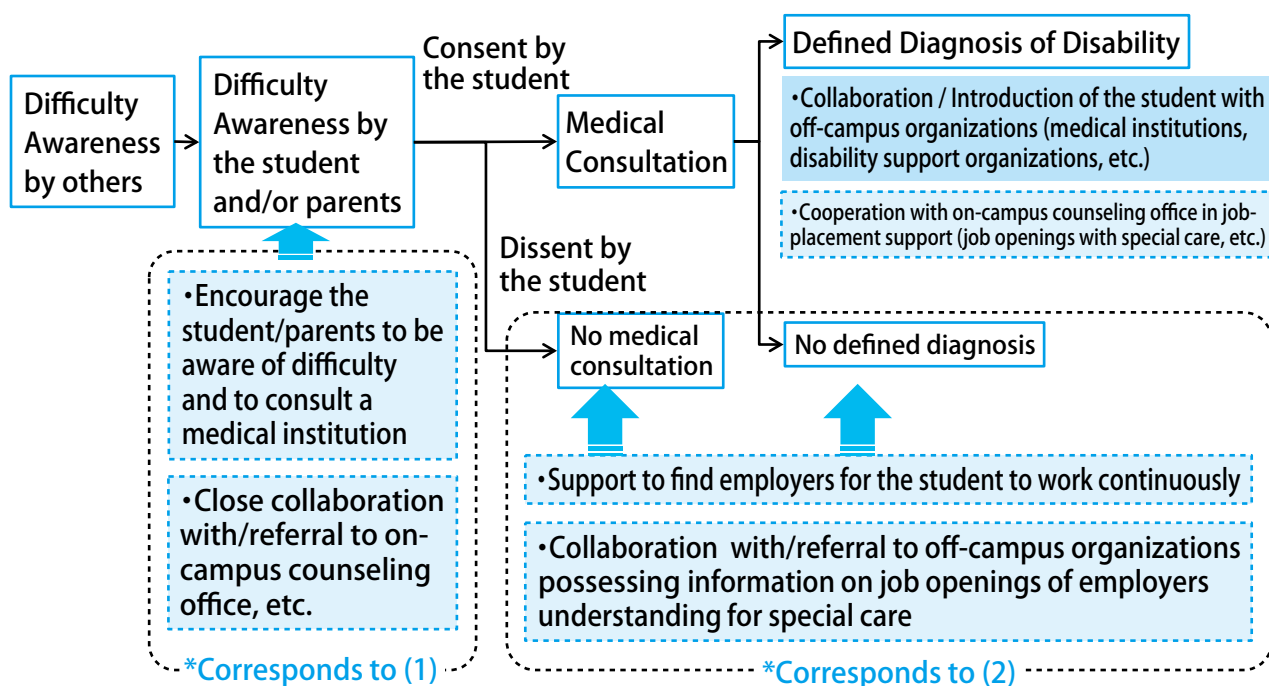 Difficulty
Awareness
by others
Difficulty
Awareness by
the student
and/or parents
Consent by
the student
Medical
Consultation
Defined Diagnosis of Disability
・Collaboration / Introduction of the student with
off-campus organizations (medical institutions,
disability support organizations, etc.)
・Cooperation with on-campus counseling office in job-
placement support (job openings with special care, etc.)
Dissent by
the student
No medical
consultation
No defined diagnosis
・Encourage the
student/parents to be
aware of difficulty
and to consult a
medical institution
・Close collaboration
with/referral to on-
campus counseling
office, etc.
*Corresponds to (1)
・Support to find employers for the student to work continuously
・Collaboration with/referral to off-campus organizations
possessing information on job openings of employers
understanding for special care
*Corresponds to (2)